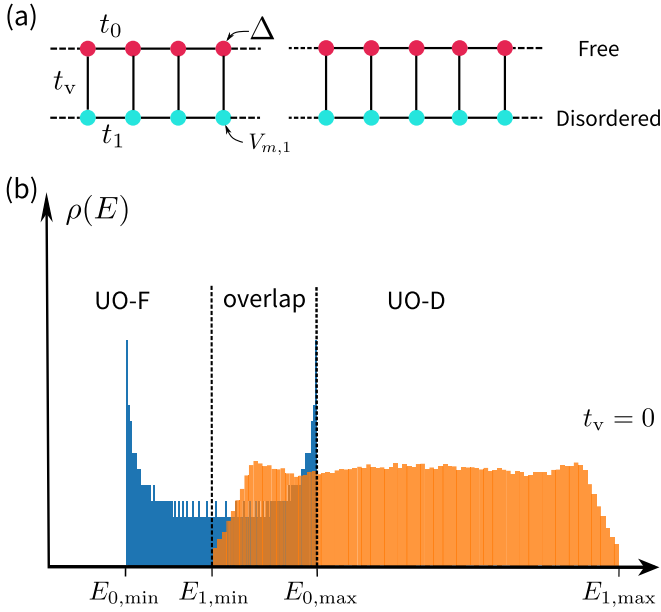 (a)
t₀
Δ
Free
tᵥ
Disordered
t₁
Vₘ,₁
(b)
ρ(E)
UO-F
overlap
UO-D
tᵥ = 0
E₀,min
E₁,min
E₀,max
E₁,max